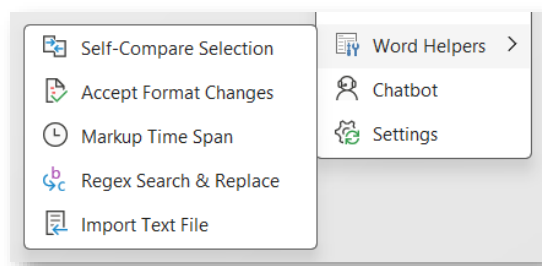 Self-Compare Selection
Accept Format Changes
Markup Time Span
Regex Search & Replace
Import Text File
Word Helpers
Chatbot
Settings